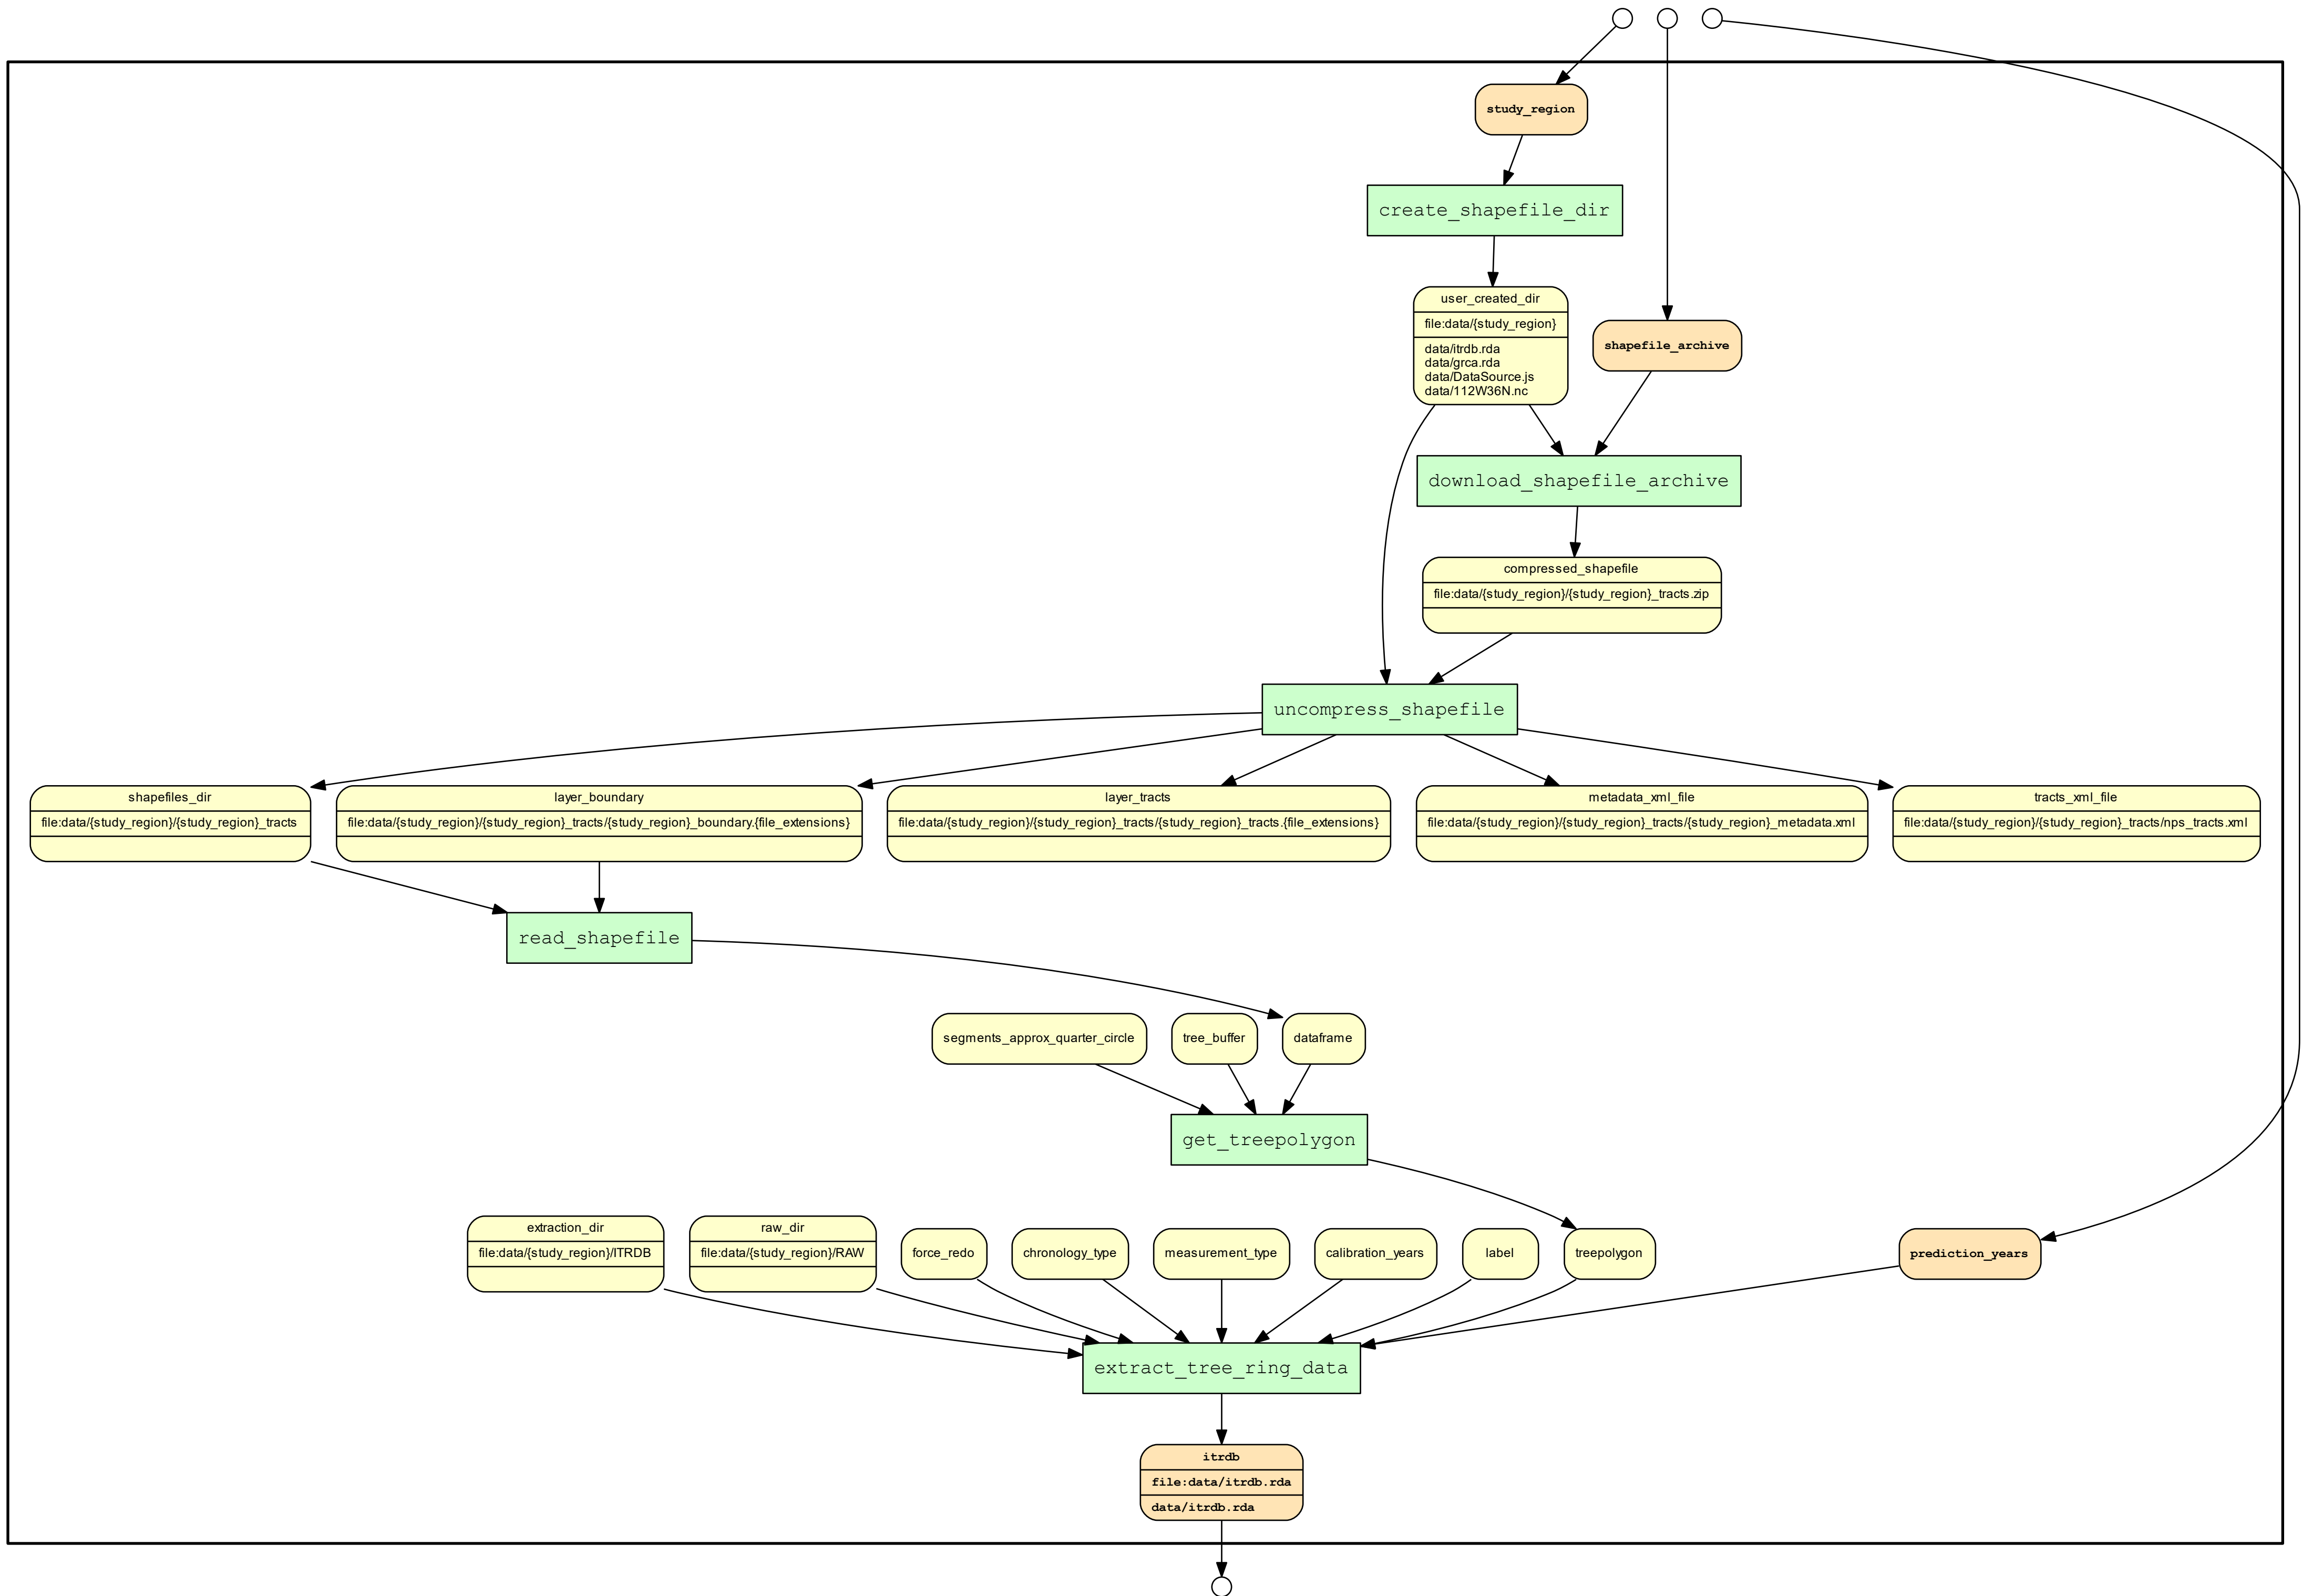 study_region
create_shapefile_dir
user_created_dir
file:data/{study_region}
data/itrdb.rda
data/grca.rda
data/DataSource.js
data/112W36N.nc
shapefile_archive
download_shapefile_archive
compressed_shapefile
file:data/{study_region}/{study_region}_tracts.zip
uncompress_shapefile
shapefiles_dir
file:data/{study_region}/{study_region}_tracts
layer_boundary
file:data/{study_region}/{study_region}_tracts/{study_region}_boundary.{file_extensions}
layer_tracts
file:data/{study_region}/{study_region}_tracts/{study_region}_tracts.{file_extensions}
metadata_xml_file
file:data/{study_region}/{study_region}_tracts/{study_region}_metadata.xml
tracts_xml_file
file:data/{study_region}/{study_region}_tracts/nps_tracts.xml
read_shapefile
segments_approx_quarter_circle
tree_buffer
dataframe
get_treepolygon
extraction_dir
file:data/{study_region}/ITRDB
raw_dir
file:data/{study_region}/RAW
force_redo
chronology_type
measurement_type
calibration_years
label
treepolygon
prediction_years
extract_tree_ring_data
itrdb
file:data/itrdb.rda
data/itrdb.rda